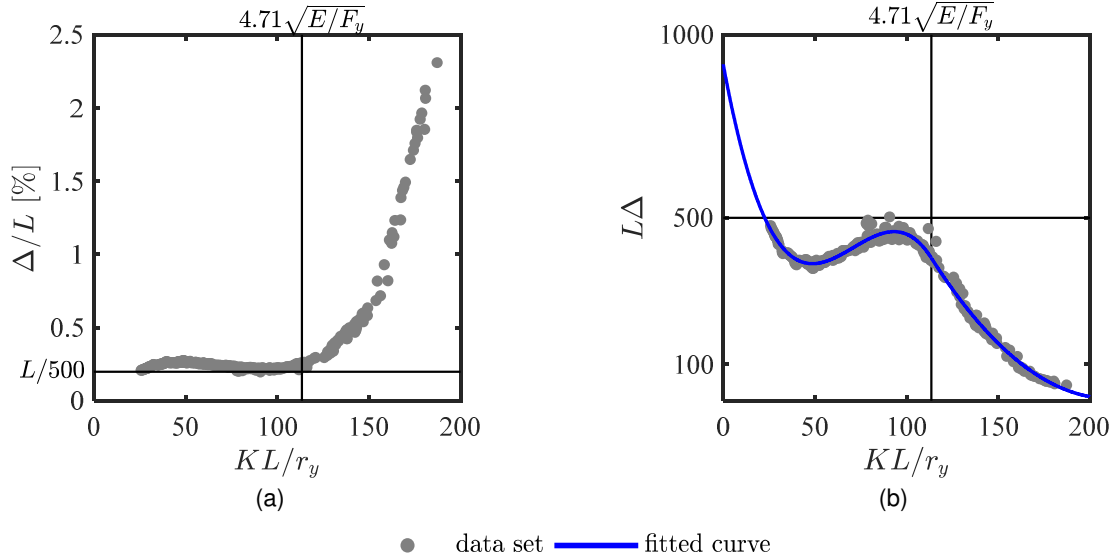 4.71√E/F_y
2.5
2
1.5
1
0.5
L/500
0
Δ/L [%]
0 50 100 150 200
KL/r_y
(a)
4.71√E/F_y
1000
500
100
LΔ
0 50 100 150 200
KL/r_y
(b)
data set fitted curve